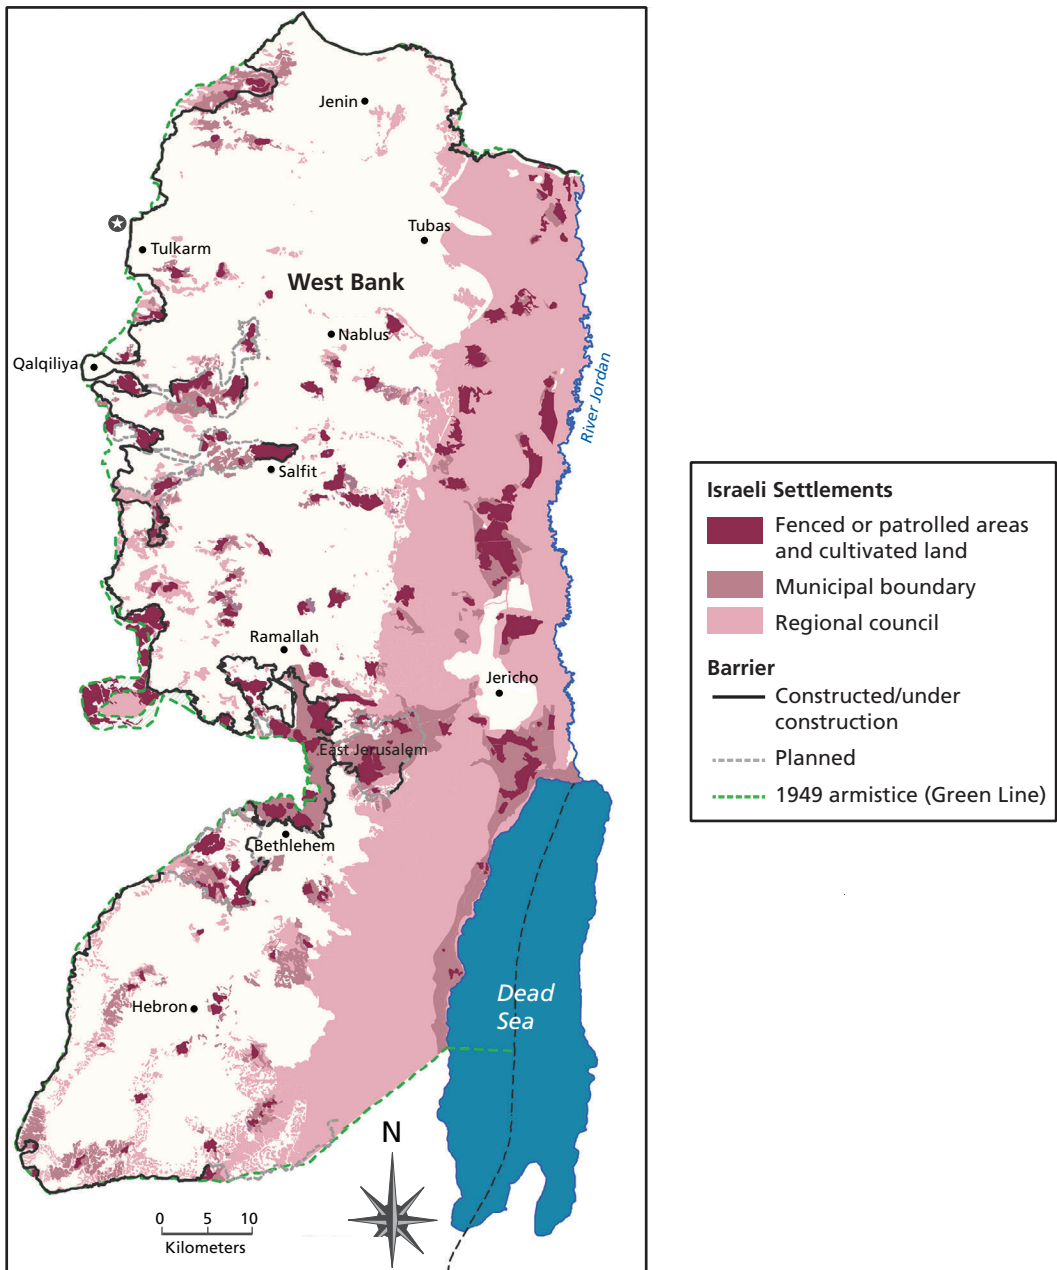 Jenin
Tubas
Tulkarm
West Bank
Nablus
Qalqiliya
River Jordan
Salfit
Ramallah
Jericho
East Jerusalem
Bethlehem
Hebron
Dead
Sea
N
0 5 10
Kilometers
Israeli Settlements
Fenced or patrolled areas
and cultivated land
Municipal boundary
Regional council
Barrier
Constructed/under
construction
Planned
1949 armistice (Green Line)